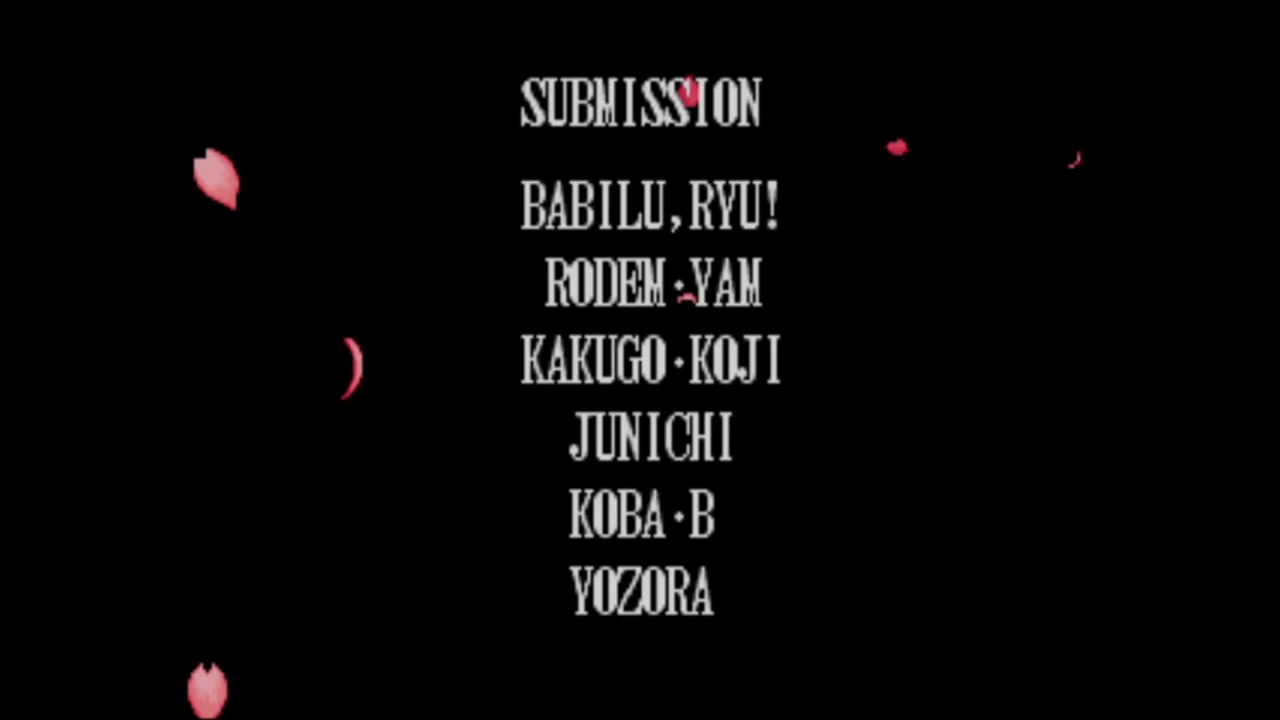 SUBMISSION
BABILU,RYU!
RODEM·YAM
KAKUGO·KOJI
JUNICHI
KOBA·B
YOZORA